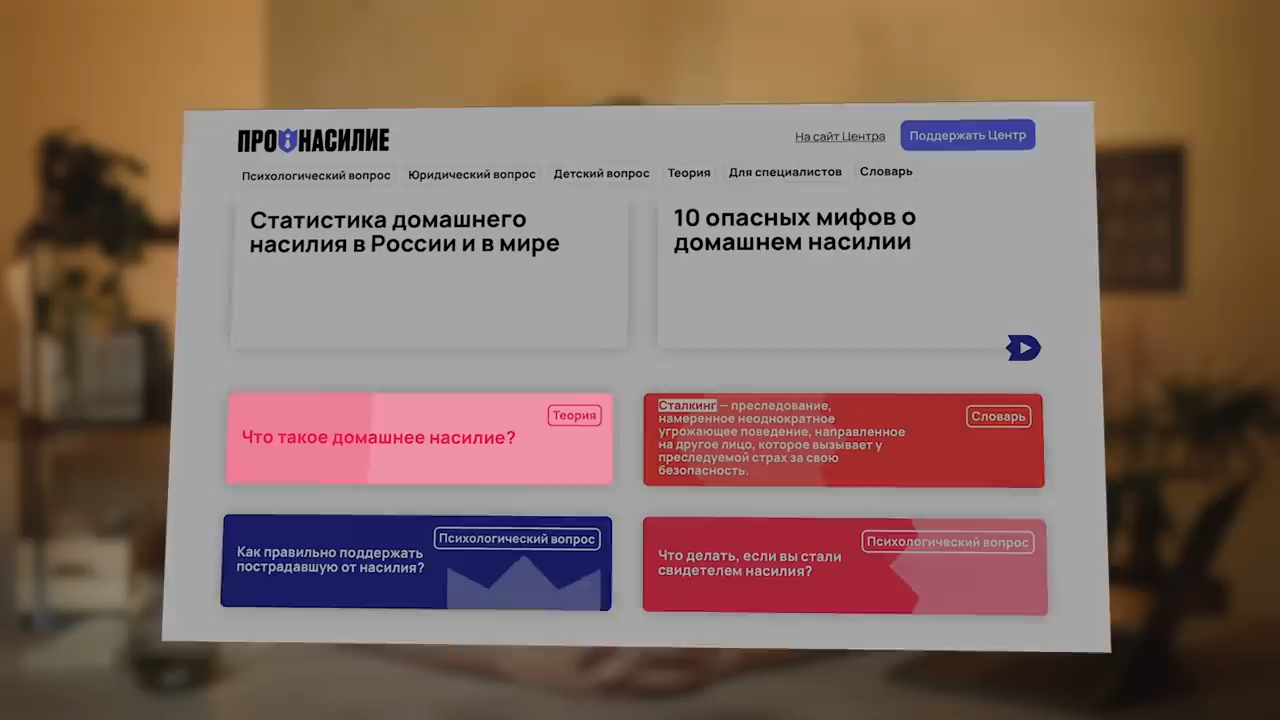 ПРО НАСИЛИЕ
На сайт Центра
Поддержать Центр
Психологический вопрос
Юридический вопрос
Детский вопрос
Теория
Для специалистов
Словарь
Статистика домашнего
насилия в России и в мире
10 опасных мифов о
домашнем насилии
Теория
Что такое домашнее насилие?
Словарь
Сталкинг – преследование,
намеренное неоднократное
угрожающее поведение, направленное
на другое лицо, которое вызывает у
преследуемой страх за свою
безопасность.
Психологический вопрос
Как правильно поддержать
пострадавшую от насилия?
Психологический вопрос
Что делать, если вы стали
свидетелем насилия?